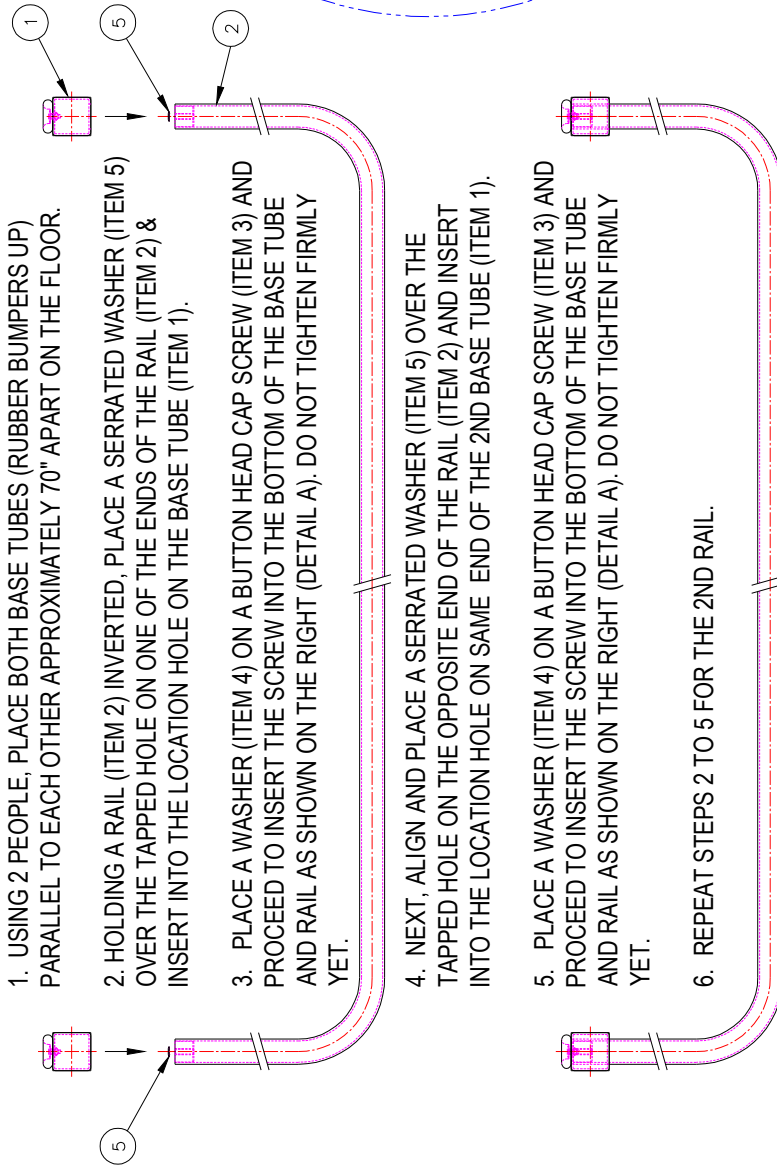 1. USING 2 PEOPLE, PLACE BOTH BASE TUBES (RUBBER BUMPERS UP)
PARALLEL TO EACH OTHER APPROXIMATELY 70" APART ON THE FLOOR.
2. HOLDING A RAIL (ITEM 2) INVERTED, PLACE A SERRATED WASHER (ITEM 5)
OVER THE TAPPED HOLE ON ONE OF THE ENDS OF THE RAIL (ITEM 2) &
INSERT INTO THE LOCATION HOLE ON THE BASE TUBE (ITEM 1).
3. PLACE A WASHER (ITEM 4) ON A BUTTON HEAD CAP SCREW (ITEM 3) AND
PROCEED TO INSERT THE SCREW INTO THE BOTTOM OF THE BASE TUBE
AND RAIL AS SHOWN ON THE RIGHT (DETAIL A). DO NOT TIGHTEN FIRMLY
YET.
4. NEXT, ALIGN AND PLACE A SERRATED WASHER (ITEM 5) OVER THE
TAPPED HOLE ON THE OPPOSITE END OF THE RAIL (ITEM 2) AND INSERT
INTO THE LOCATION HOLE ON SAME END OF THE 2ND BASE TUBE (ITEM 1).
5. PLACE A WASHER (ITEM 4) ON A BUTTON HEAD CAP SCREW (ITEM 3) AND
PROCEED TO INSERT THE SCREW INTO THE BOTTOM OF THE BASE TUBE
AND RAIL AS SHOWN ON THE RIGHT (DETAIL A). DO NOT TIGHTEN FIRMLY
YET.
6. REPEAT STEPS 2 TO 5 FOR THE 2ND RAIL.
1
5
2
5